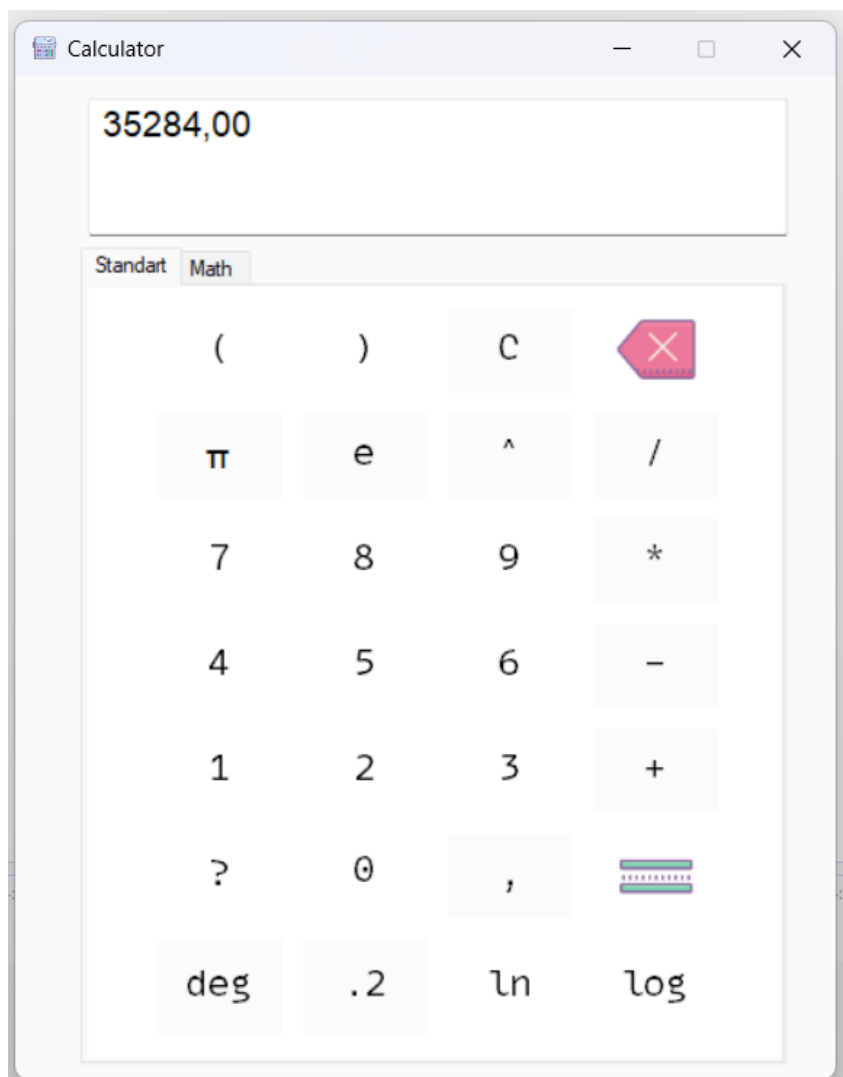 Calculator
35284,00
Standart Math
( ) C
π e ^ /
7 8 9 *
4 5 6 -
1 2 3 +
? 0 ,
deg .2 ln log